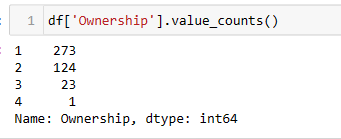 1 df['Ownership'].value_counts()
1 273
2 124
3 23
4 1
Name: Ownership, dtype: int64